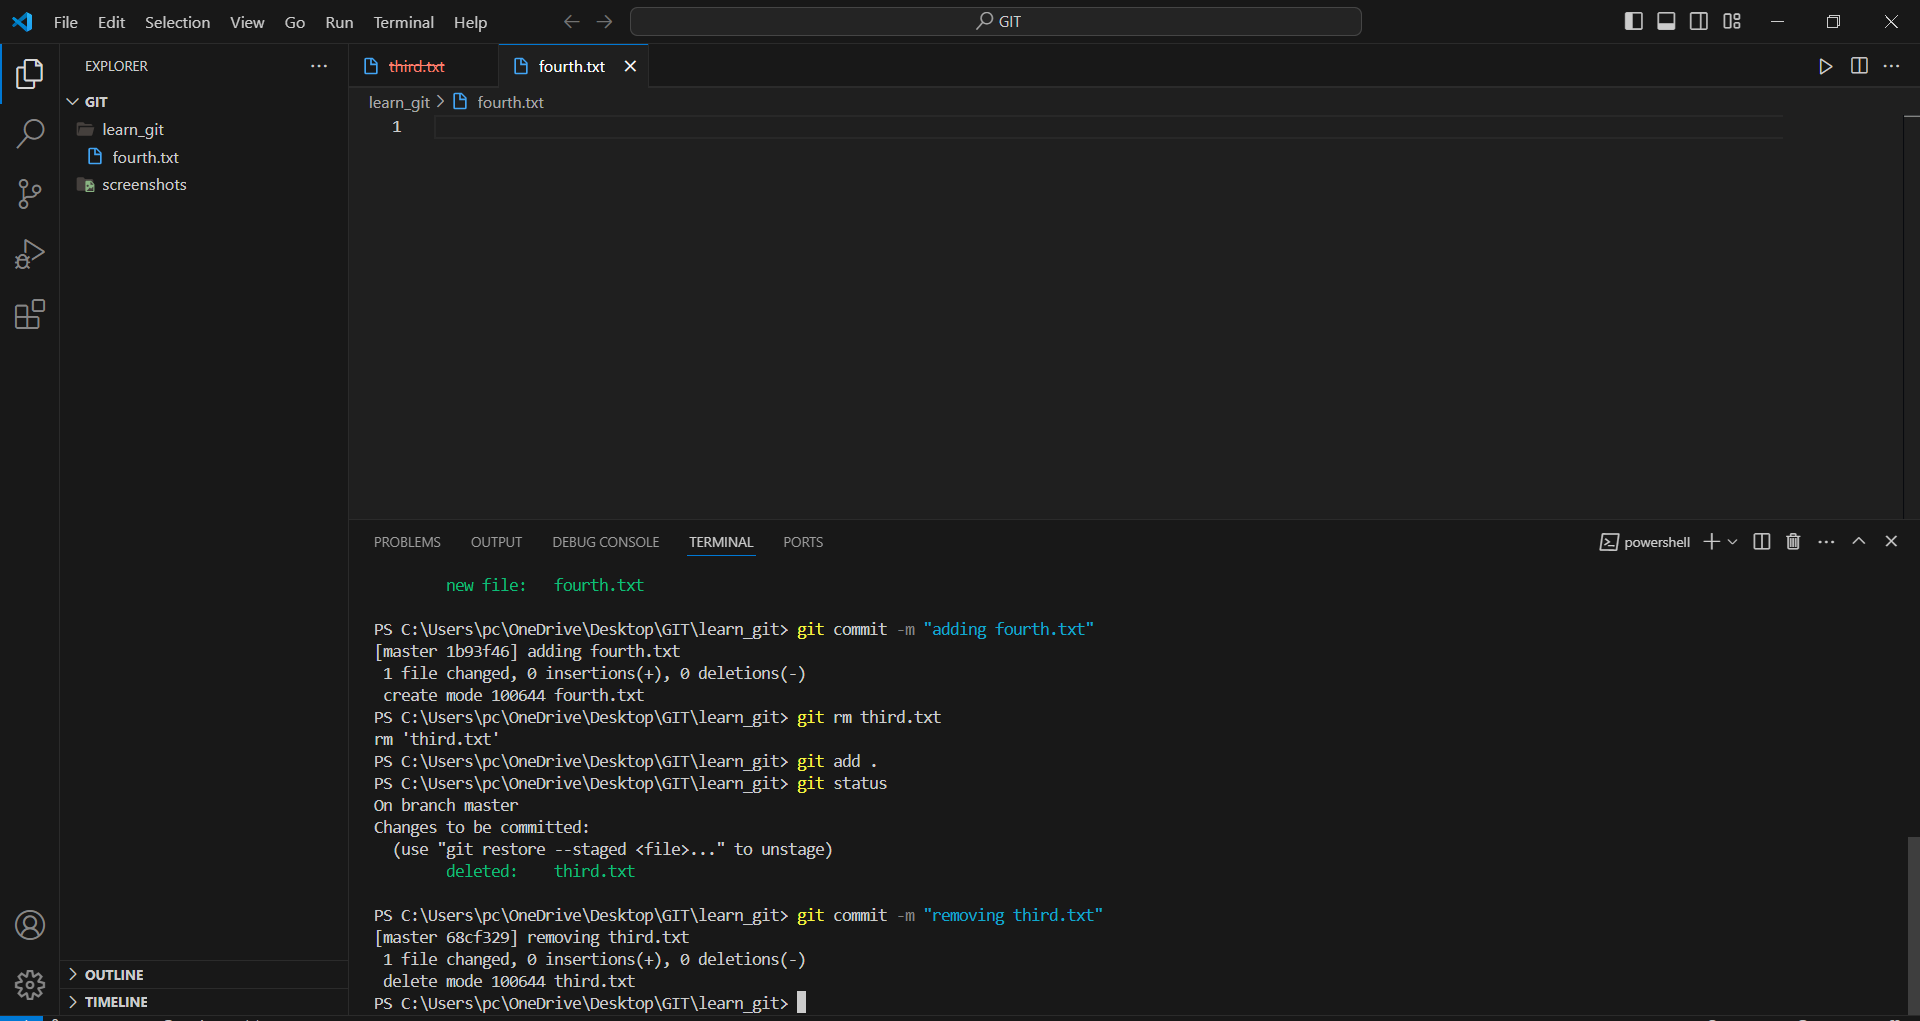 File Edit Selection View Go Run Terminal Help
GIT
EXPLORER
GIT
learn_git
fourth.txt
screenshots
OUTLINE
TIMELINE
third.txt
fourth.txt
learn_git > fourth.txt
1
PROBLEMS OUTPUT DEBUG CONSOLE TERMINAL PORTS
powershell
new file:   fourth.txt
PS C:\Users\pc\OneDrive\Desktop\GIT\learn_git> git commit -m "adding fourth.txt"
[master 1b93f46] adding fourth.txt
 1 file changed, 0 insertions(+), 0 deletions(-)
 create mode 100644 fourth.txt
PS C:\Users\pc\OneDrive\Desktop\GIT\learn_git> git rm third.txt
rm 'third.txt'
PS C:\Users\pc\OneDrive\Desktop\GIT\learn_git> git add .
PS C:\Users\pc\OneDrive\Desktop\GIT\learn_git> git status
On branch master
Changes to be committed:
  (use "git restore --staged <file>..." to unstage)
deleted:    third.txt
PS C:\Users\pc\OneDrive\Desktop\GIT\learn_git> git commit -m "removing third.txt"
[master 68cf329] removing third.txt
 1 file changed, 0 insertions(+), 0 deletions(-)
 delete mode 100644 third.txt
PS C:\Users\pc\OneDrive\Desktop\GIT\learn_git>